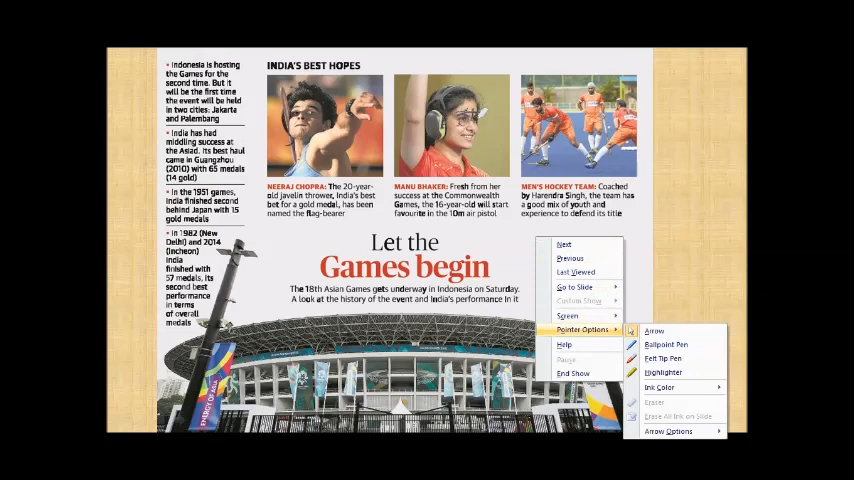 • Indonesia is hosting
the Games for the
second time. But it
will be the first time
the event will be held
in two cities: Jakarta
and Palembang
• India has had
middling success at
the Asiad. Its best haul
came in Guangzhou
(2010) with 65 medals
(14 gold)
• In the 1951 games,
India finished second
behind Japan with 15
gold medals
• In 1982 (New
Delhi) and 2014
(Incheon)
India
finished with
57 medals, its
second best
performance
in terms
of overall
medals
INDIA'S BEST HOPES
NEERAJ CHOPRA: The 20-year-
old javelin thrower, India's best
bet for a gold medal, has been
named the flag-bearer
MANU BHAKER: Fresh from her
success at the Commonwealth
Games, the 16-year-old will start
favourite in the 10m air pistol
MEN'S HOCKEY TEAM: Coached
by Harendra Singh, the team has
a good mix of youth and
experience to defend its title
Let the
Games begin
The 18th Asian Games gets underway in Indonesia on Saturday.
A look at the history of the event and India's performance in it
ENERGY OF ASIA
Next
Previous
Last Viewed
Go to Slide
Custom Show
Screen
Pointer Options
Help
Pause
End Show
Arrow
Ballpoint Pen
Felt Tip Pen
Highlighter
Ink Color
Eraser
Erase All Ink on Slide
Arrow Options